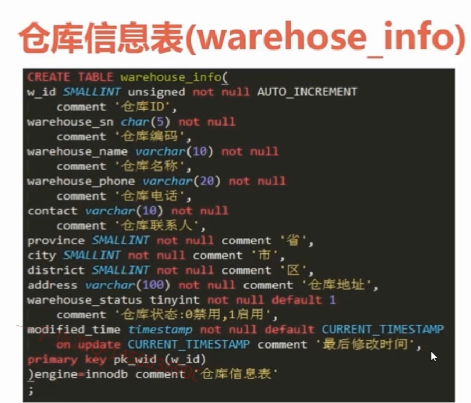 仓库信息表(warehose_info)
CREATE TABLE warehouse_info(
w_id SMALLINT unsigned not null AUTO_INCREMENT
comment '仓库ID',
warehouse_sn char(5) not null
comment '仓库编码',
warehouse_name varchar(10) not null
comment '仓库名称',
warehouse_phone varchar(20) not null
comment '仓库电话',
contact varchar(10) not null
comment '仓库联系人',
province SMALLINT not null comment '省',
city SMALLINT not null comment '市',
district SMALLINT not null comment '区',
address varchar(100) not null comment '仓库地址',
warehouse_status tinyint not null default 1
comment '仓库状态:0禁用,1启用',
modified_time timestamp not null default CURRENT_TIMESTAMP
on update CURRENT_TIMESTAMP comment '最后修改时间',
primary key pk_wid (w_id)
)engine=innodb comment '仓库信息表'
;